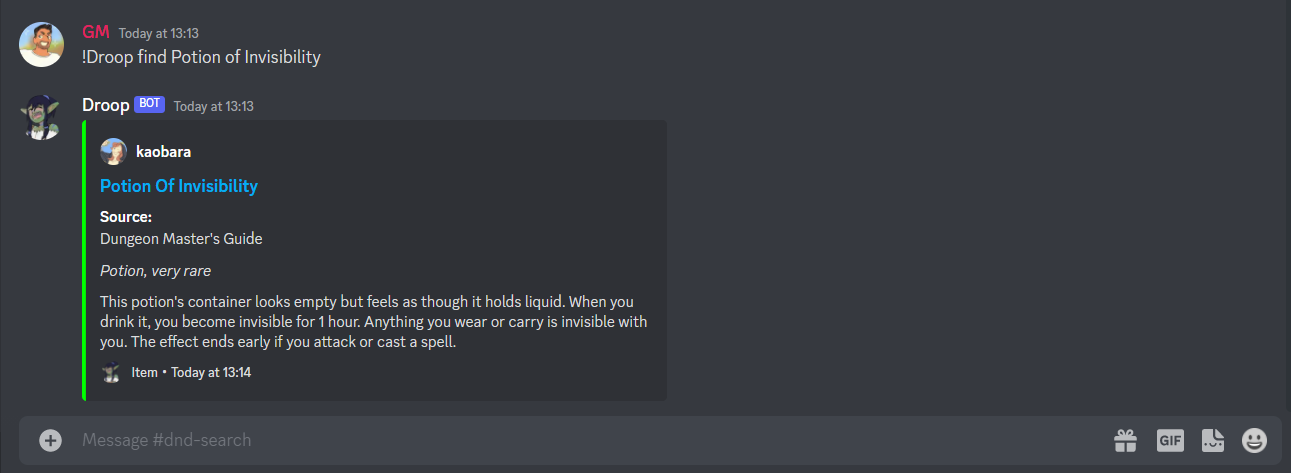 GM Today at 13:13
!Droop find Potion of Invisibility
Droop BOT Today at 13:13
kaobara
Potion Of Invisibility
Source:
Dungeon Master's Guide
Potion, very rare
This potion's container looks empty but feels as though it holds liquid. When you
drink it, you become invisible for 1 hour. Anything you wear or carry is invisible with
you. The effect ends early if you attack or cast a spell.
Item • Today at 13:14
Message #dnd-search
GIF